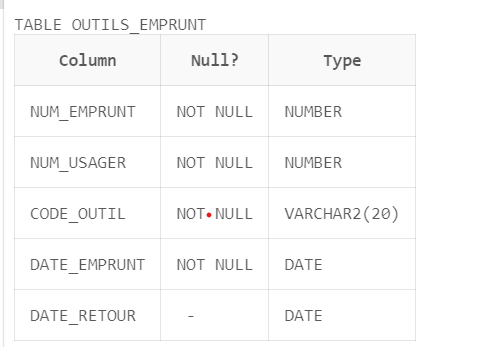 TABLE OUTILS_EMPRUNT
Column Null? Type
NUM_EMPRUNT NOT NULL NUMBER
NUM_USAGER NOT NULL NUMBER
CODE_OUTIL NOT NULL VARCHAR2(20)
DATE_EMPRUNT NOT NULL DATE
DATE_RETOUR - DATE